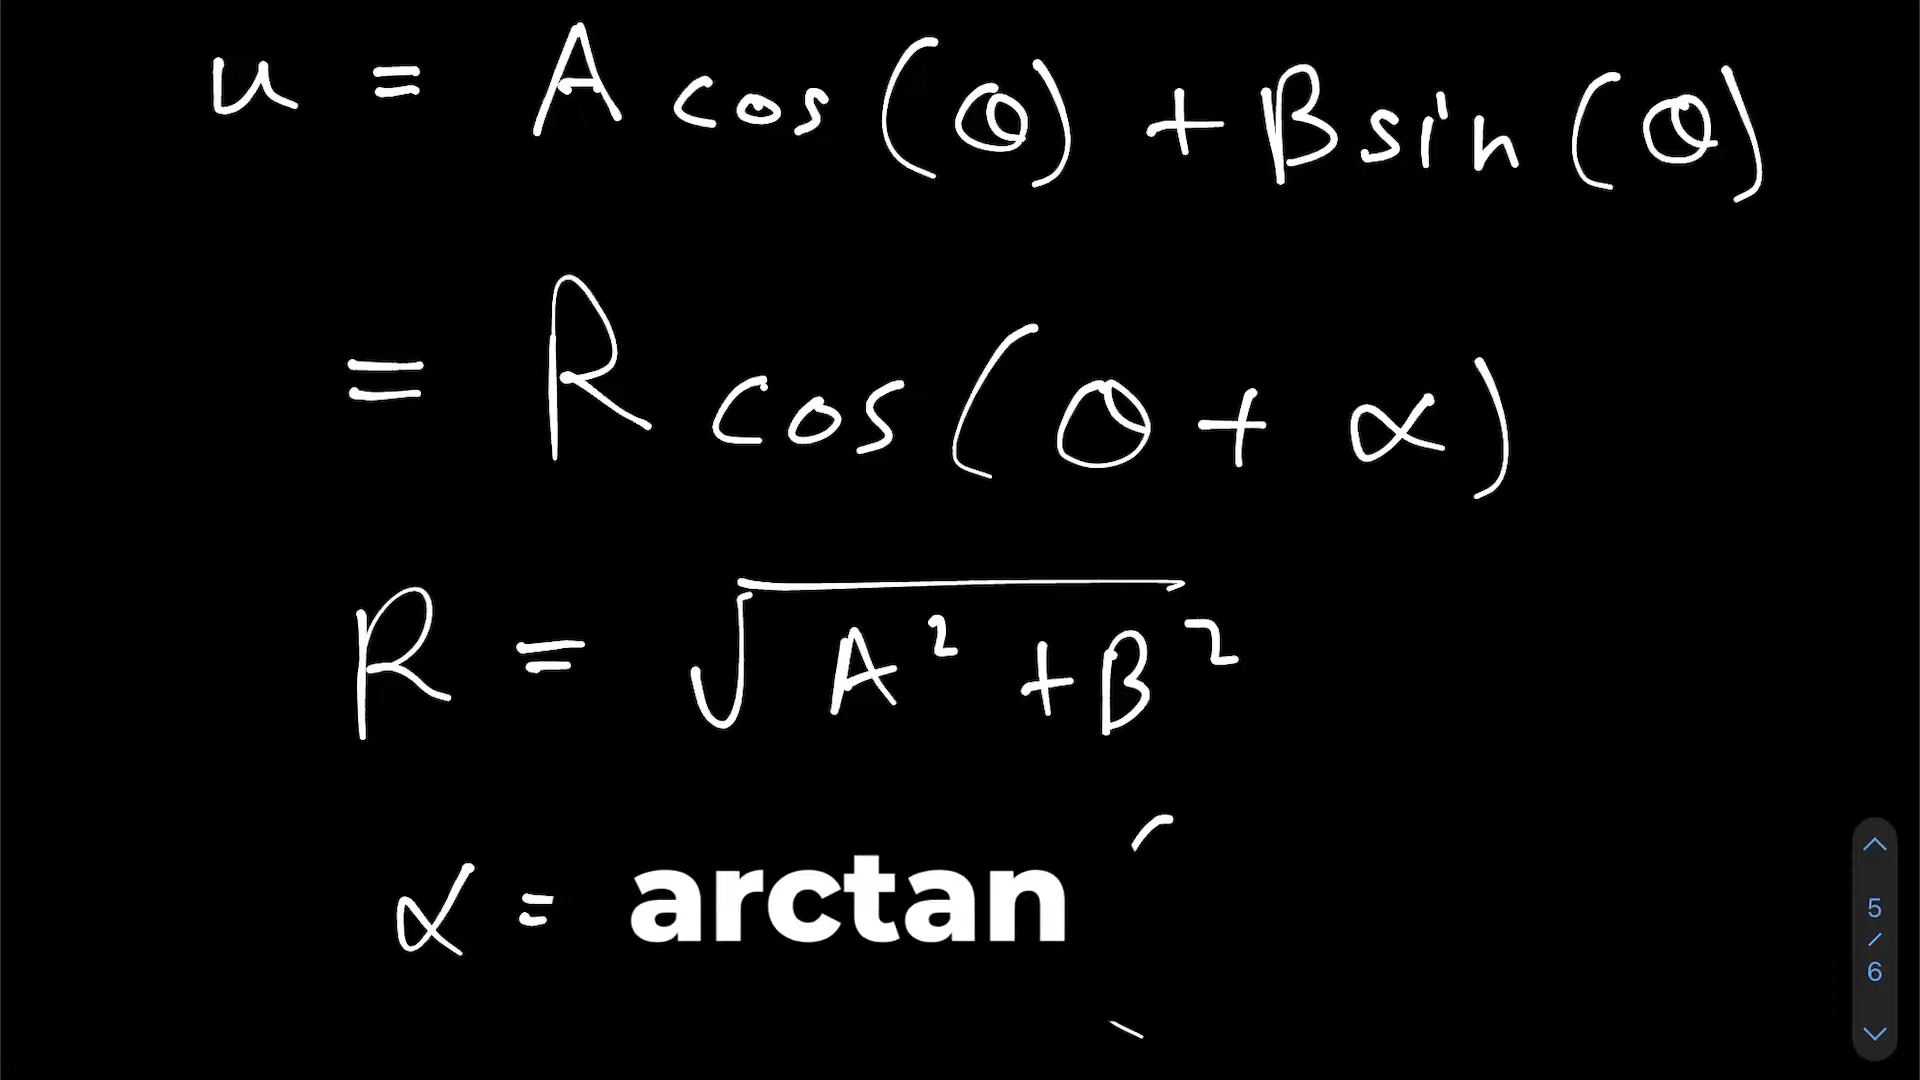 u = A cos(θ) + B sin(θ)
= R cos(θ + α)
R = √A² + B²
α = arctan (
5
/
6